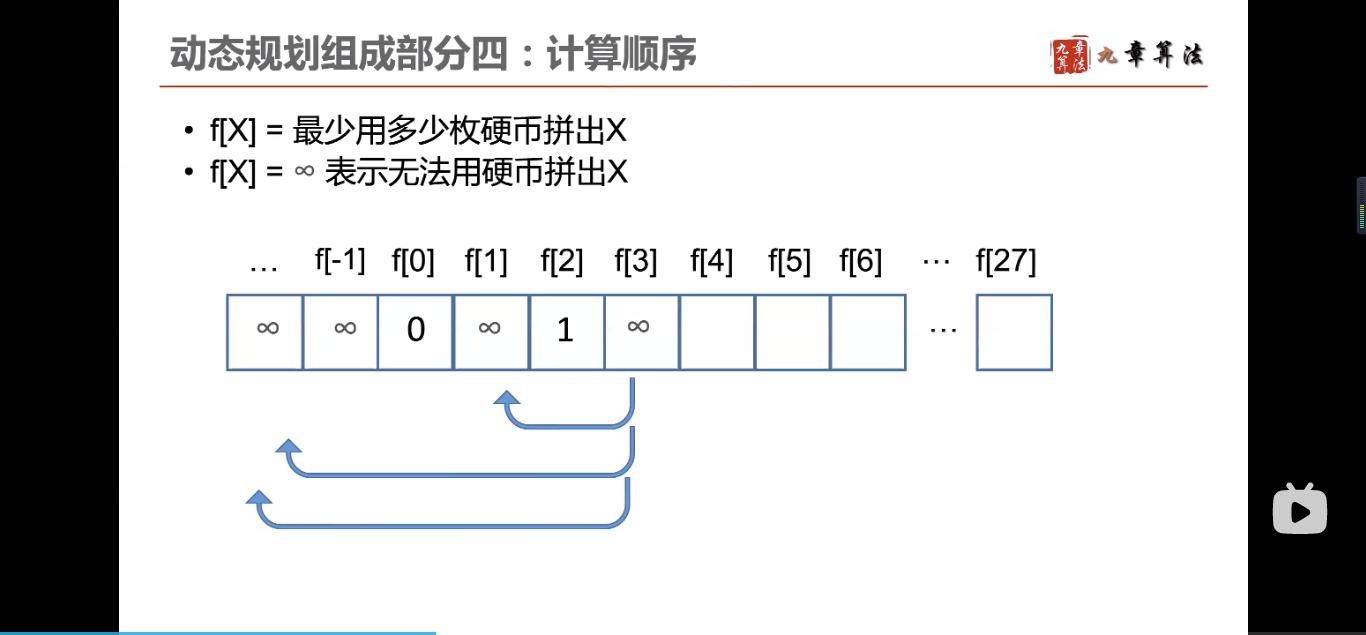 动态规划组成部分四：计算顺序
九章算法
九章算法
• f[X] = 最少用多少枚硬币拼出X
• f[X] = ∞ 表示无法用硬币拼出X
… f[-1] f[0] f[1] f[2] f[3] f[4] f[5] f[6] … f[27]
∞ ∞ 0 ∞ 1 ∞ …